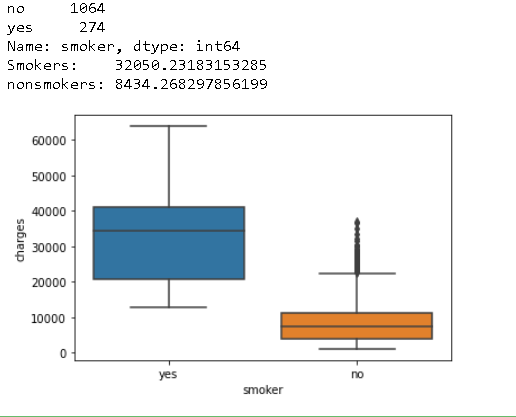 no 1064
yes 274
Name: smoker, dtype: int64
Smokers: 32050.23183153285
nonsmokers: 8434.268297856199
60000
50000
40000
30000
20000
10000
0
charges
yes no
smoker